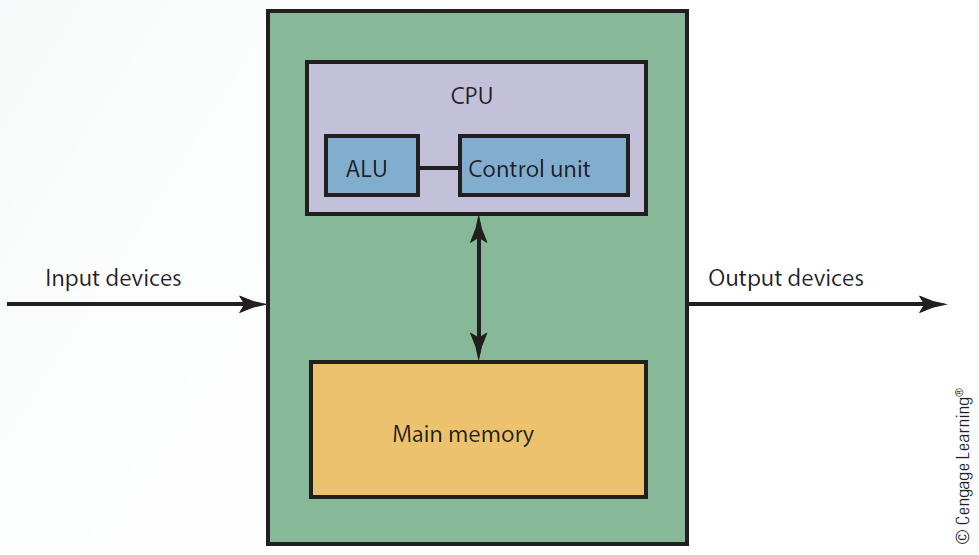 CPU
ALU
Control unit
Input devices
Output devices
Main memory
© Cengage Learning®